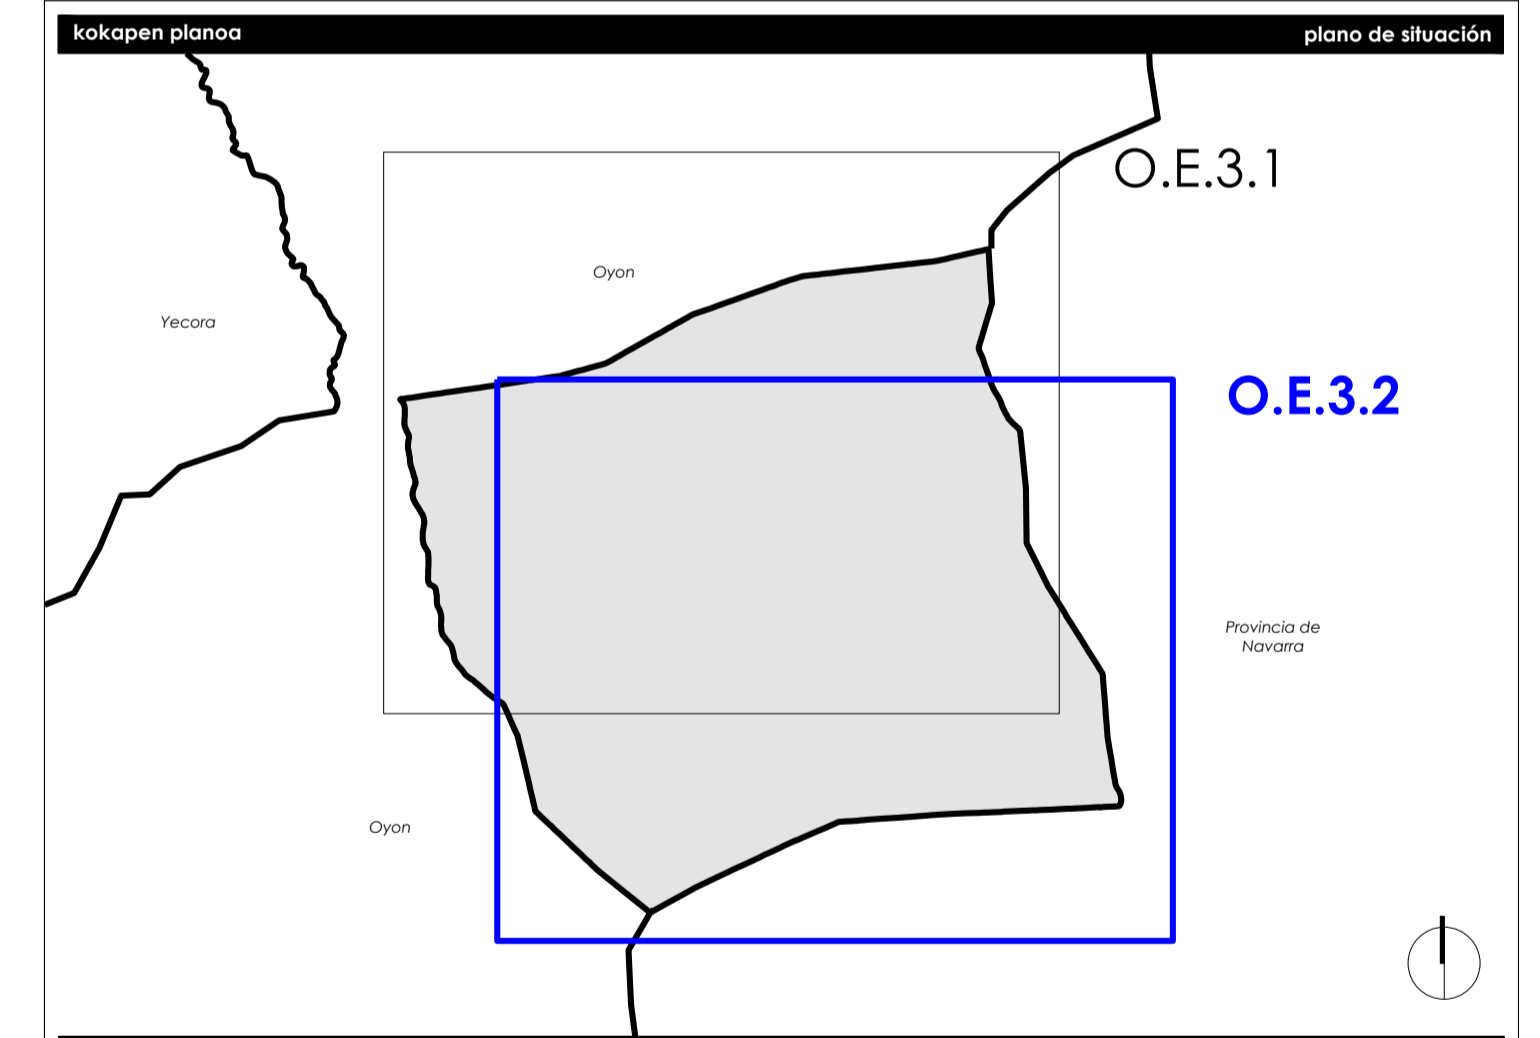 kokapen planoa
plano de situación
O.E.3.1
Oyon
Yecora
O.E.3.2
Provincia de
Navarra
Oyon